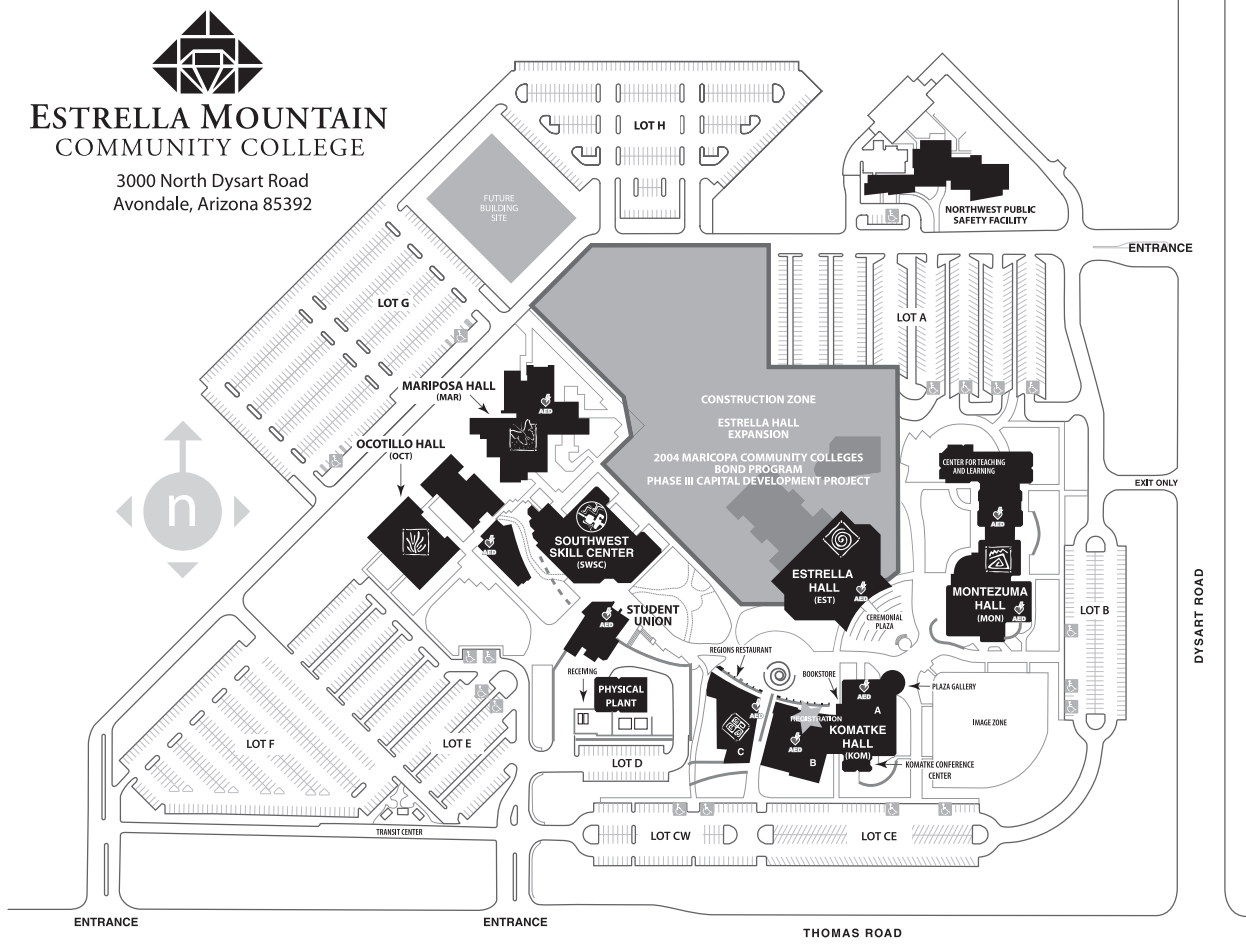 ESTRELLA MOUNTAIN
COMMUNITY COLLEGE
3000 North Dysart Road
Avondale, Arizona 85392
LOT H
FUTURE
BUILDING
SITE
NORTHWEST PUBLIC
SAFETY FACILITY
ENTRANCE
LOT G
LOT A
MARIPOSA HALL
(MAR)
AED
CONSTRUCTION ZONE
ESTRELLA HALL
EXPANSION
2004 MARICOPA COMMUNITY COLLEGES
BOND PROGRAM
PHASE III CAPITAL DEVELOPMENT PROJECT
OCOTILLO HALL
(OCT)
CENTER FOR TEACHING
AND LEARNING
EXIT ONLY
n
AED
AED
SOUTHWEST
SKILL CENTER
(SWSC)
ESTRELLA
HALL
(EST)
AED
MONTEZUMA
HALL
(MON)
AED
LOT B
DYSART ROAD
STUDENT
UNION
AED
CEREMONIAL
PLAZA
REGIONS RESTAURANT
RECEIVING
BOOKSTORE
PHYSICAL
PLANT
AED
A
PLAZA GALLERY
AED
REGISTRATION
KOMATKE
HALL
(KOM)
IMAGE ZONE
AED
C
B
KOMATKE CONFERENCE
CENTER
LOT F
LOT E
LOT D
TRANSIT CENTER
LOT CW
LOT CE
ENTRANCE
ENTRANCE
THOMAS ROAD